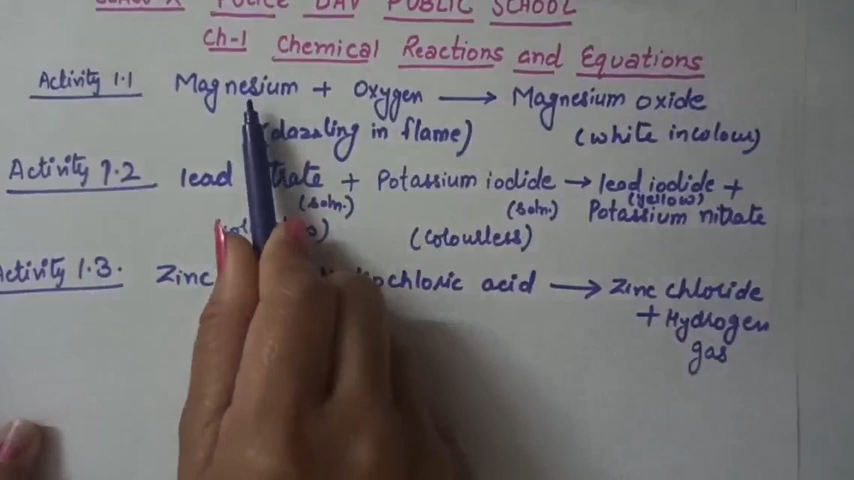 CLASS X POLICE DAV PUBLIC SCHOOL
Ch-1 Chemical Reactions and Equations
Activity 1.1 Magnesium + Oxygen → Magnesium oxide
(dazzling in flame) (white in colour)
Activity 1.2 lead trate + Potassium iodide → lead iodide +
(soln.) (soln.) (yellow) Potassium nitrate
(colourless)
Activity 1.3. Zinc chloric acid → Zinc chloride
+ Hydrogen
gas